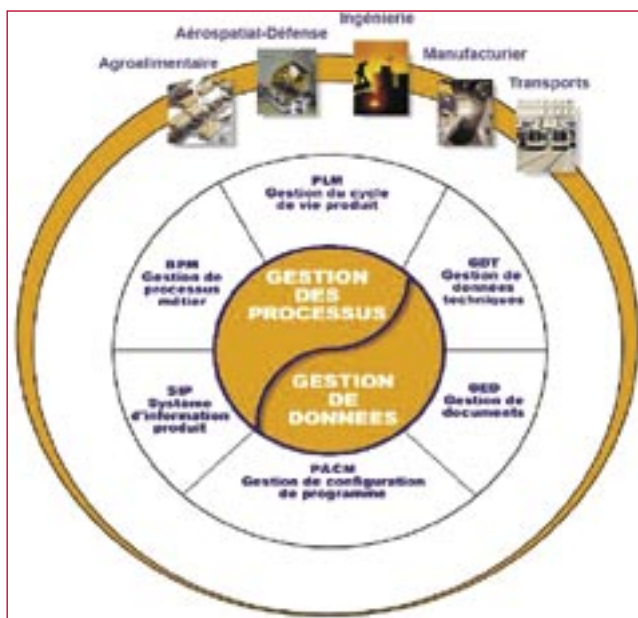 Ingénierie
Aérospatial-Défense
Manufacturier
Agroalimentaire
Transports
PLM
Gestion du cycle
de vie produit
BPM
Gestion de
processus
métier
GDT
Gestion de
données
techniques
GESTION
DES
PROCESSUS
GESTION
DE
DONNÉES
SIP
Système
d'information
produit
GED
Gestion de
documents
PACM
Gestion de configuration
de programme